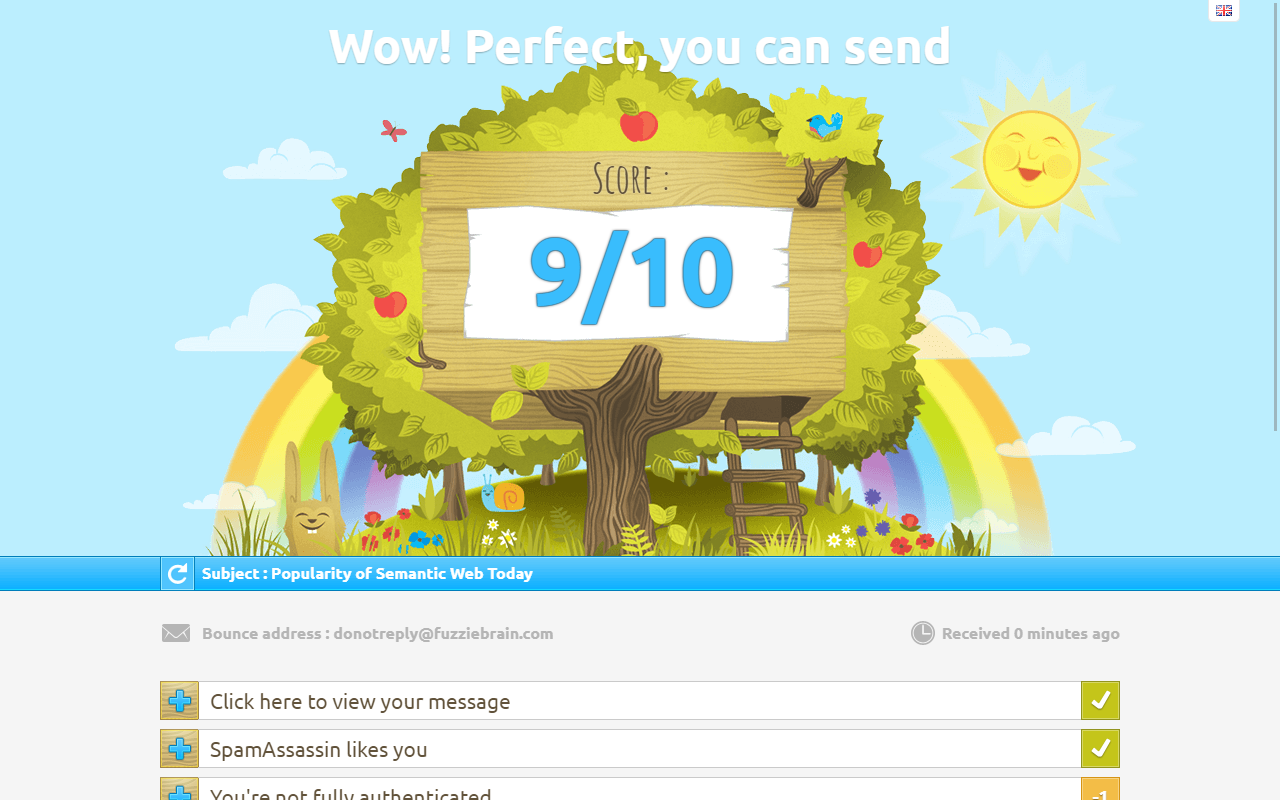 Wow! Perfect, you can send
Score :
9/10
Subject : Popularity of Semantic Web Today
Bounce address : donotreply@fuzziebrain.com
Received 0 minutes ago
Click here to view your message
SpamAssassin likes you
You're not fully authenticated
-1